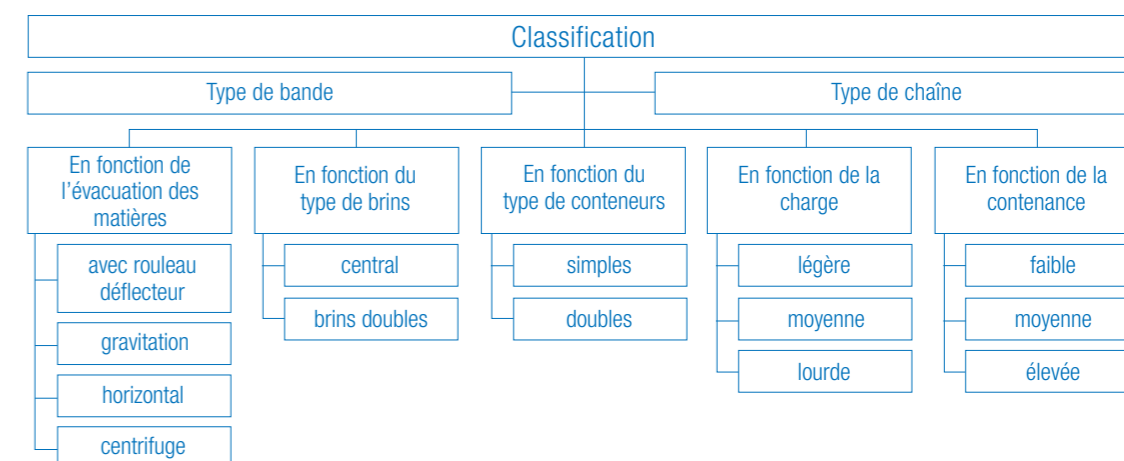 Classification
Type de bande
Type de chaîne
En fonction de
l'évacuation des
matières
avec rouleau
déflecteur
gravitation
horizontal
centrifuge
En fonction du
type de brins
central
brins doubles
En fonction du
type de conteneurs
simples
doubles
En fonction de la
charge
légère
moyenne
lourde
En fonction de la
contenance
faible
moyenne
élevée